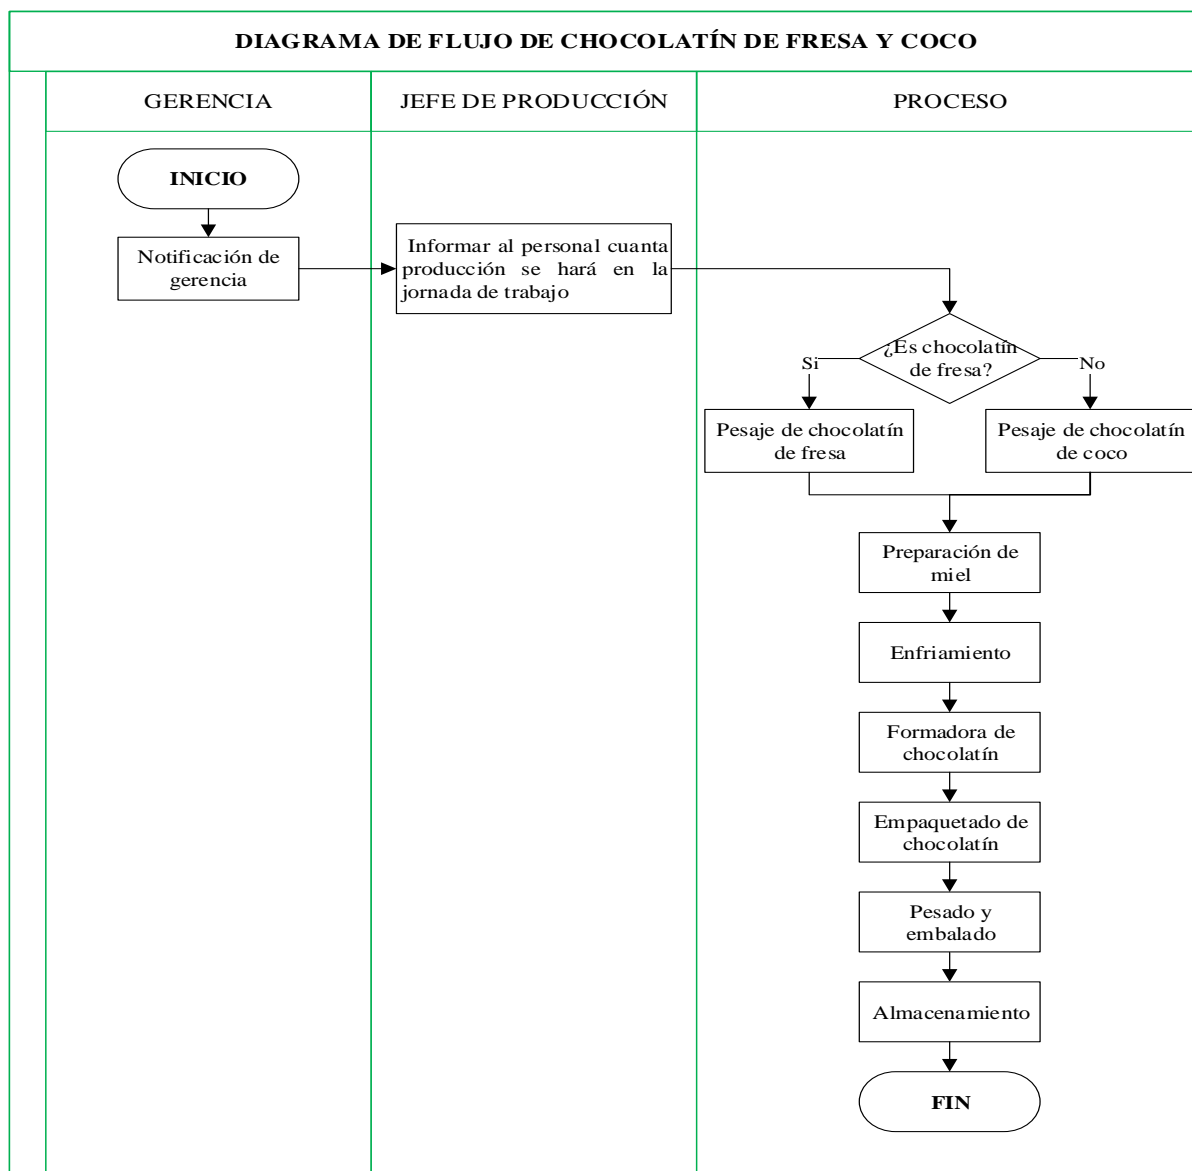 DIAGRAMA DE FLUJO DE CHOCOLATÍN DE FRESA Y COCO
GERENCIA
JEFE DE PRODUCCIÓN
PROCESO
INICIO
Notificación de
gerencia
Informar al personal cuanta
producción se hará en la
jornada de trabajo
¿Es chocolatín
de fresa?
Si
No
Pesaje de chocolatín
de fresa
Pesaje de chocolatín
de coco
Preparación de
miel
Enfriamiento
Formadora de
chocolatín
Empaquetado de
chocolatín
Pesado y
embalado
Almacenamiento
FIN